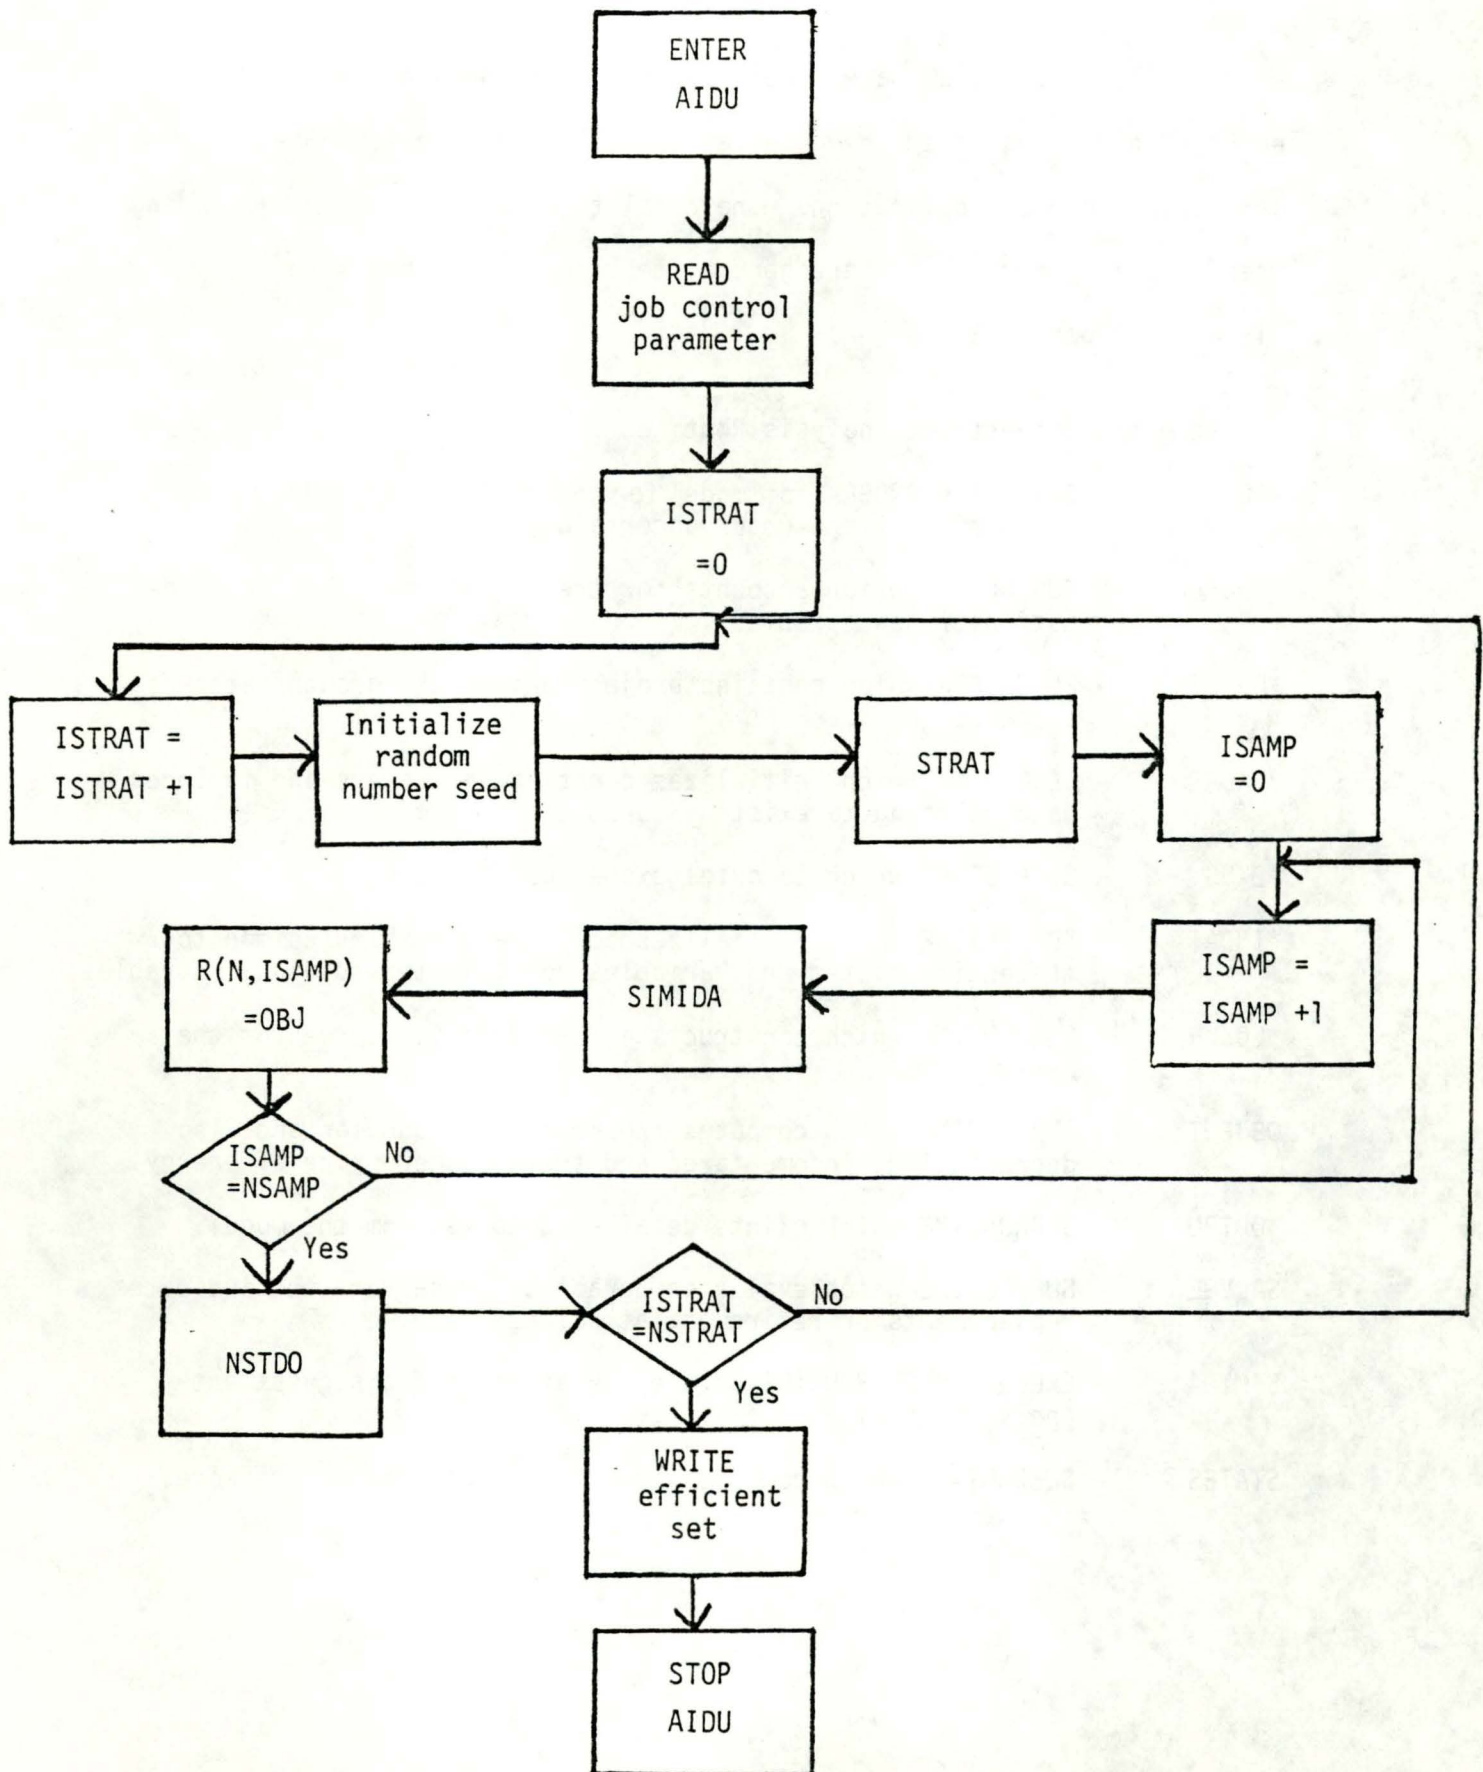 ENTER
AIDU
READ
job control
parameter
ISTRAT
=0
ISTRAT =
ISTRAT +1
Initialize
random
number seed
STRAT
ISAMP
=0
R(N,ISAMP)
=OBJ
SIMIDA
ISAMP =
ISAMP +1
ISAMP
=NSAMP
No
Yes
NSTDO
ISTRAT
=NSTRAT
No
Yes
WRITE
efficient
set
STOP
AIDU